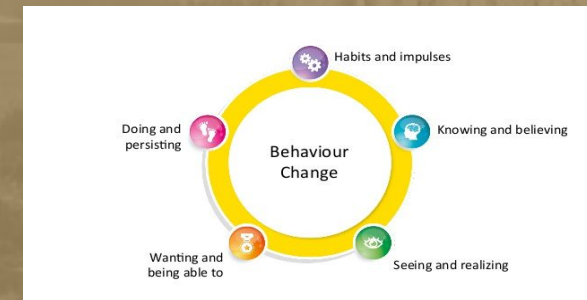 Habits and impulses
Knowing and believing
Seeing and realizing
Wanting and
being able to
Doing and
persisting
Behaviour
Change